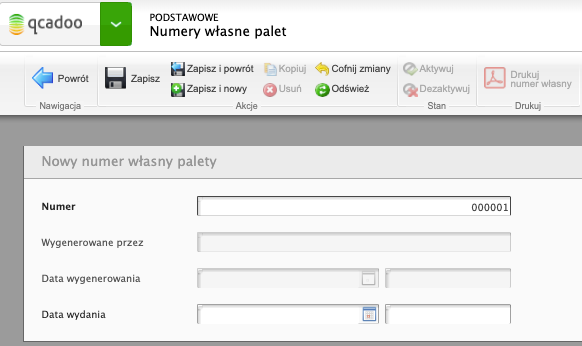 qcadoo
PODSTAWOWE
Numery własne palet
Powrót
Nawigacja
Zapisz
Zapisz i powrót
Zapisz i nowy
Kopiuj
Usuń
Cofnij zmiany
Odśwież
Akcje
Aktywuj
Dezaktywuj
Stan
Drukuj
numer własny
Drukuj
Nowy numer własny palety
Numer
000001
Wygenerowane przez
Data wygenerowania
Data wydania